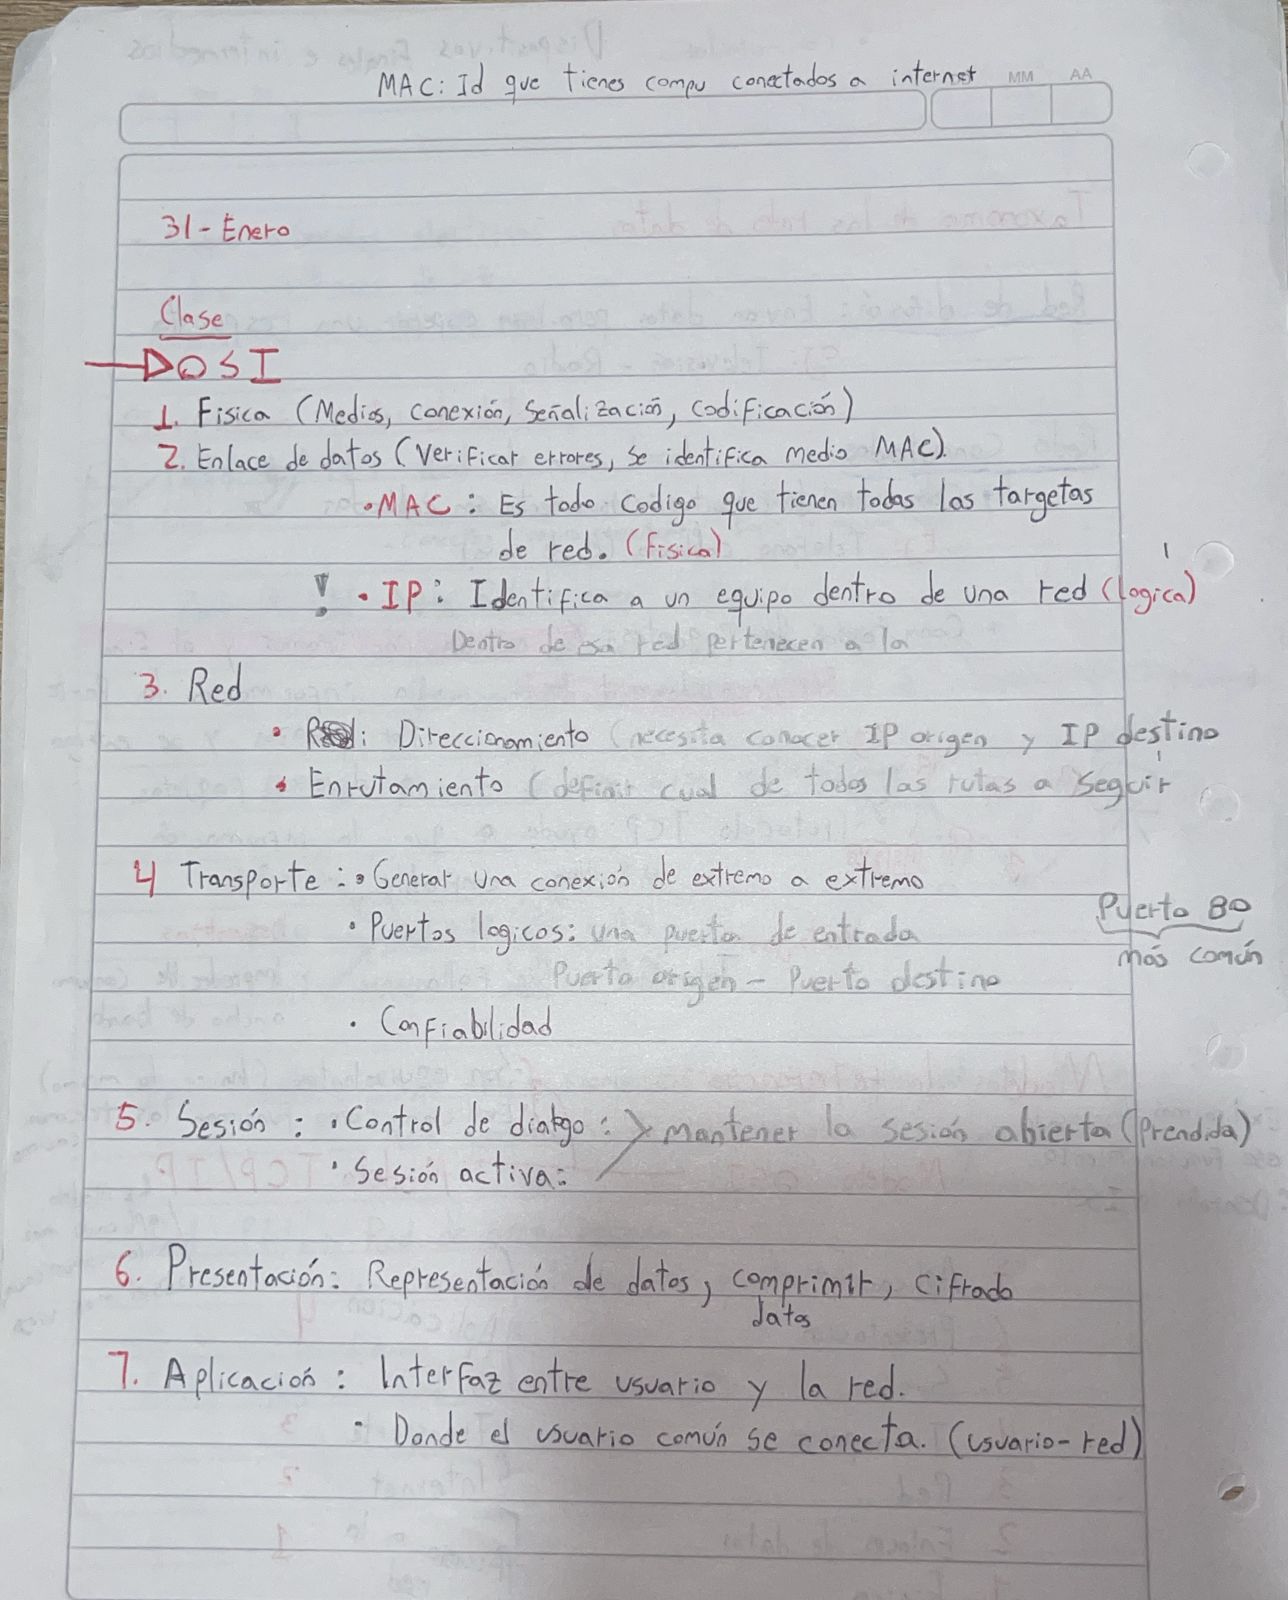 MAC: Id que tienes compu conectados a internet
MM AA
31 - Enero
Clase
OSI
1. Fisica (Medios, conexión, señalización, codificación)
2. Enlace de datos (Verificar errores, se identifica medio MAC).
• MAC: Es todo codigo que tienen todas las targetas
de red. (Fisica)
! • IP: Identifica a un equipo dentro de una red (logica)
Dentro de esa red pertenecen a la
3. Red
• : Direccionamiento (necesita conocer IP origen y IP destino
• Enrutamiento (definir cual de todos las rutas a seguir
4 Transporte: • Generar una conexión de extremo a extremo
• Puertos logicos: una puerta de entrada
Puerto 80
más común
Puerto origen - Puerto destino
• Confiabilidad
5. Sesión: • Control de dialogo: > mantener la sesión abierta (Prendida)
• Sesión activa:
6. Presentación: Representación de datos, comprimir, cifrado
datos
7. Aplicación: Interfaz entre usuario y la red.
• Donde el usuario común se conecta. (usuario-red)